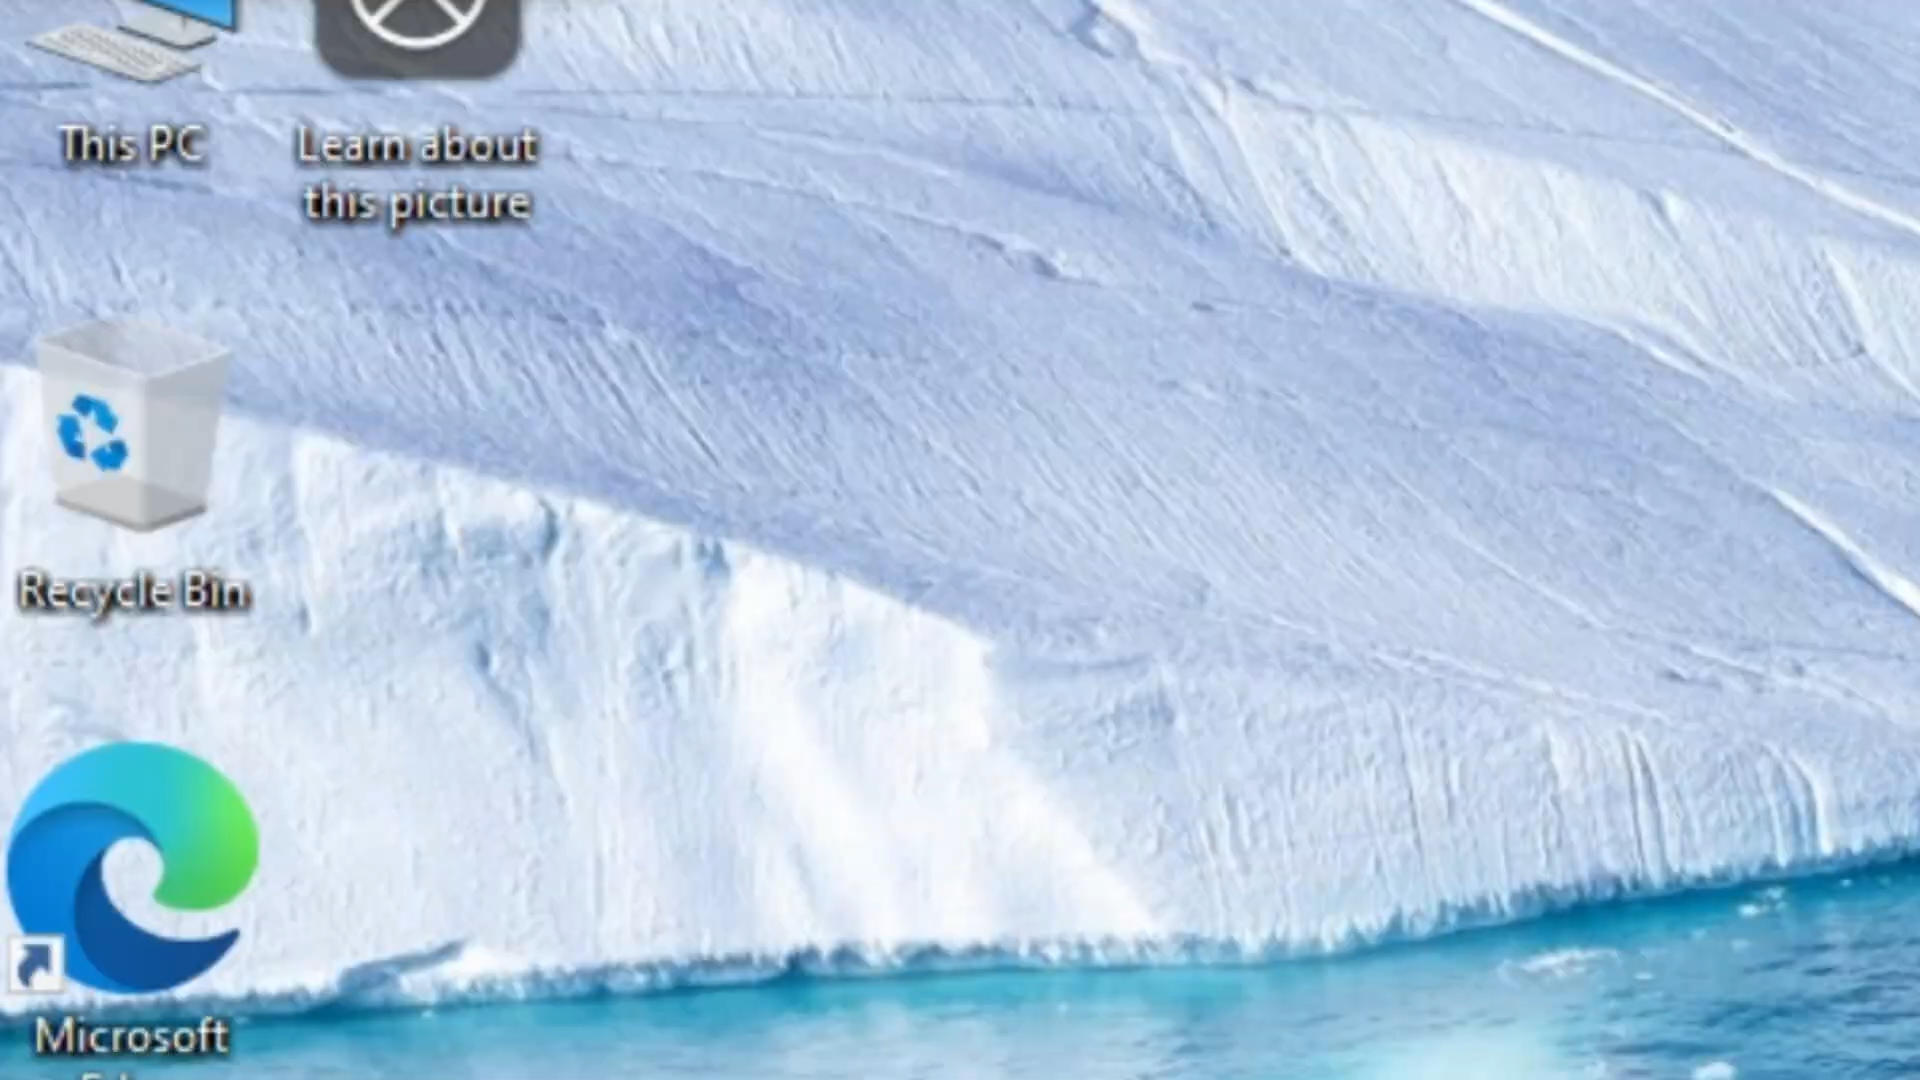 This PC
Learn about
this picture
Recycle Bin
Microsoft